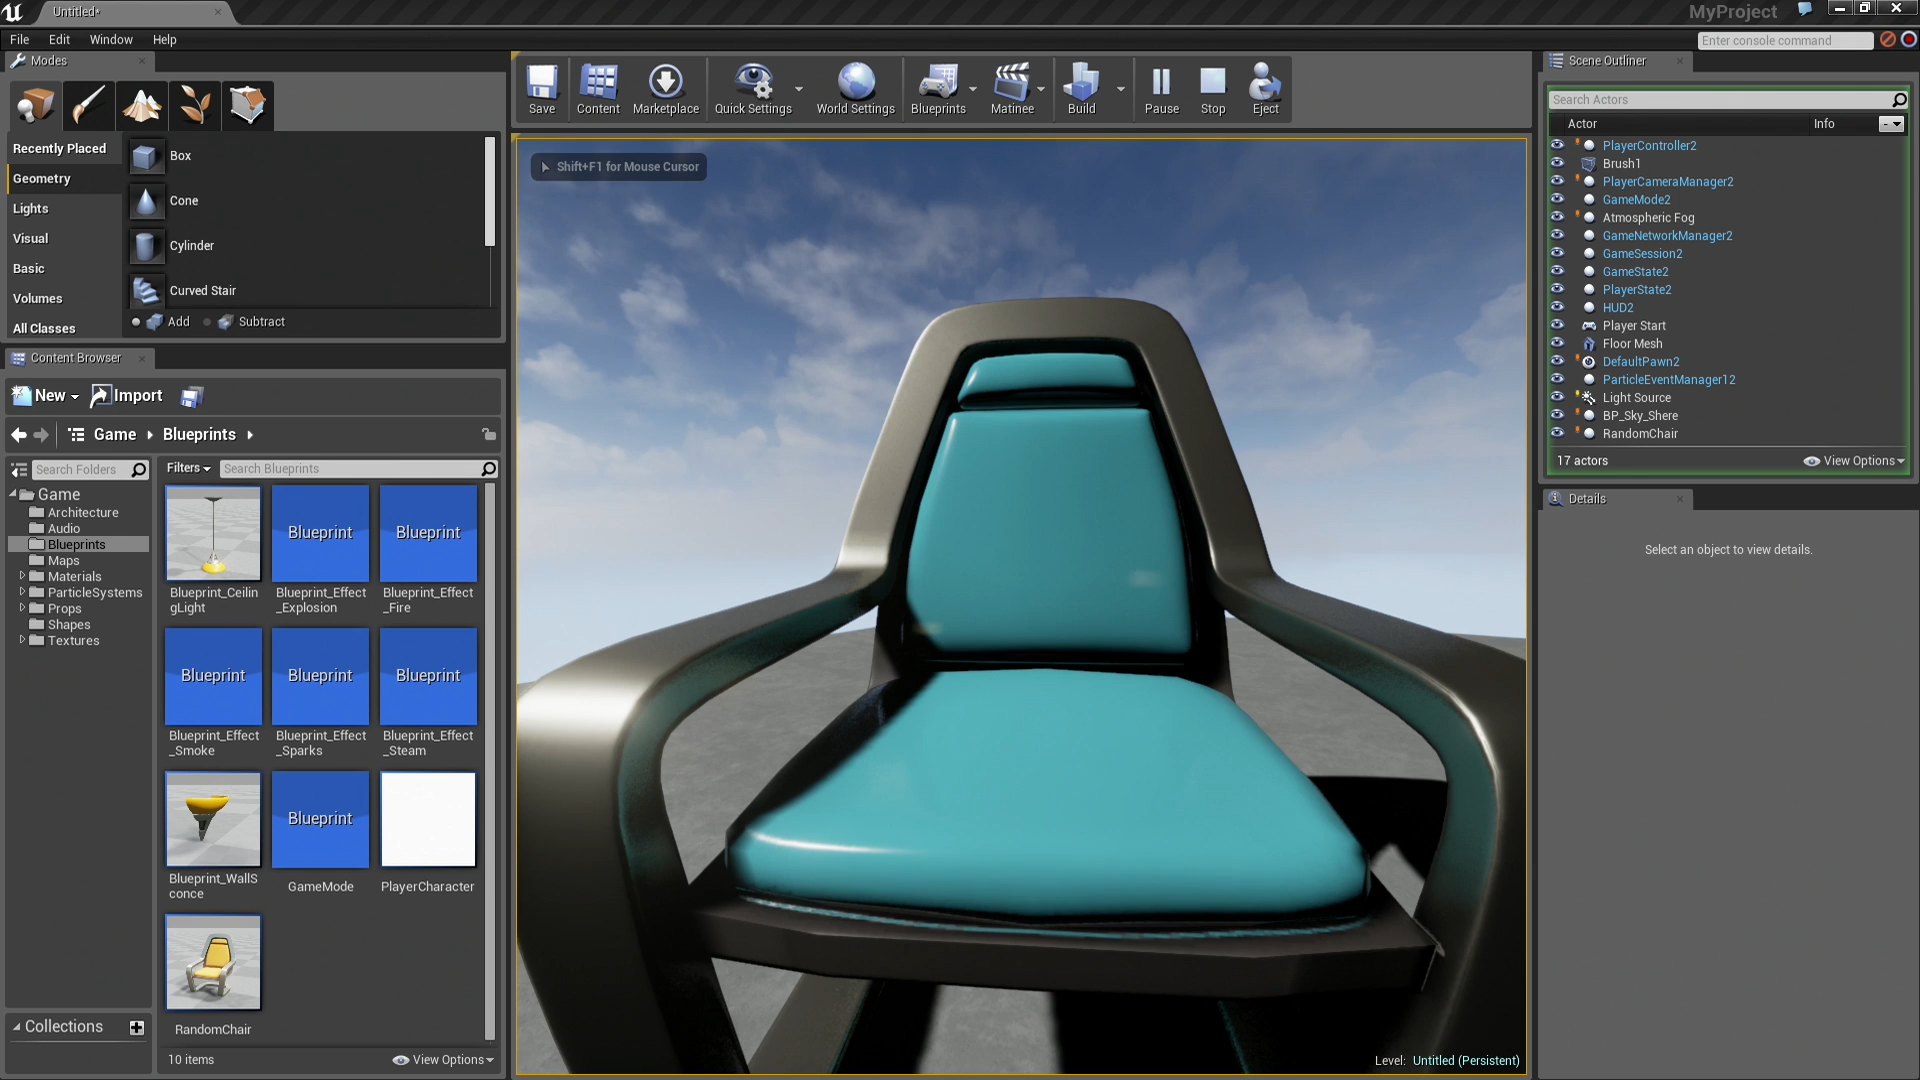 Untitled*
MyProject
File
Edit
Window
Help
Enter console command
Modes
Recently Placed
Geometry
Lights
Visual
Basic
Volumes
All Classes
Box
Cone
Cylinder
Curved Stair
Add
Subtract
Content Browser
New
Import
Game
Blueprints
Search Folders
Filters
Search Blueprints
Game
Architecture
Audio
Blueprints
Maps
Materials
ParticleSystems
Props
Shapes
Textures
Collections
Blueprint_Ceilin
gLight
Blueprint
Blueprint_Effect
_Explosion
Blueprint
Blueprint_Effect
_Fire
Blueprint
Blueprint_Effect
_Smoke
Blueprint
Blueprint_Effect
_Sparks
Blueprint
Blueprint_Effect
_Steam
Blueprint_WallS
conce
Blueprint
GameMode
PlayerCharacter
RandomChair
10 items
View Options
Save
Content
Marketplace
Quick Settings
World Settings
Blueprints
Matinee
Build
Pause
Stop
Eject
Shift+F1 for Mouse Cursor
Level: Untitled (Persistent)
Scene Outliner
Search Actors
Actor
Info
PlayerController2
Brush1
PlayerCameraManager2
GameMode2
Atmospheric Fog
GameNetworkManager2
GameSession2
GameState2
PlayerState2
HUD2
Player Start
Floor Mesh
DefaultPawn2
ParticleEventManager12
Light Source
BP_Sky_Shere
RandomChair
17 actors
View Options
Details
Select an object to view details.